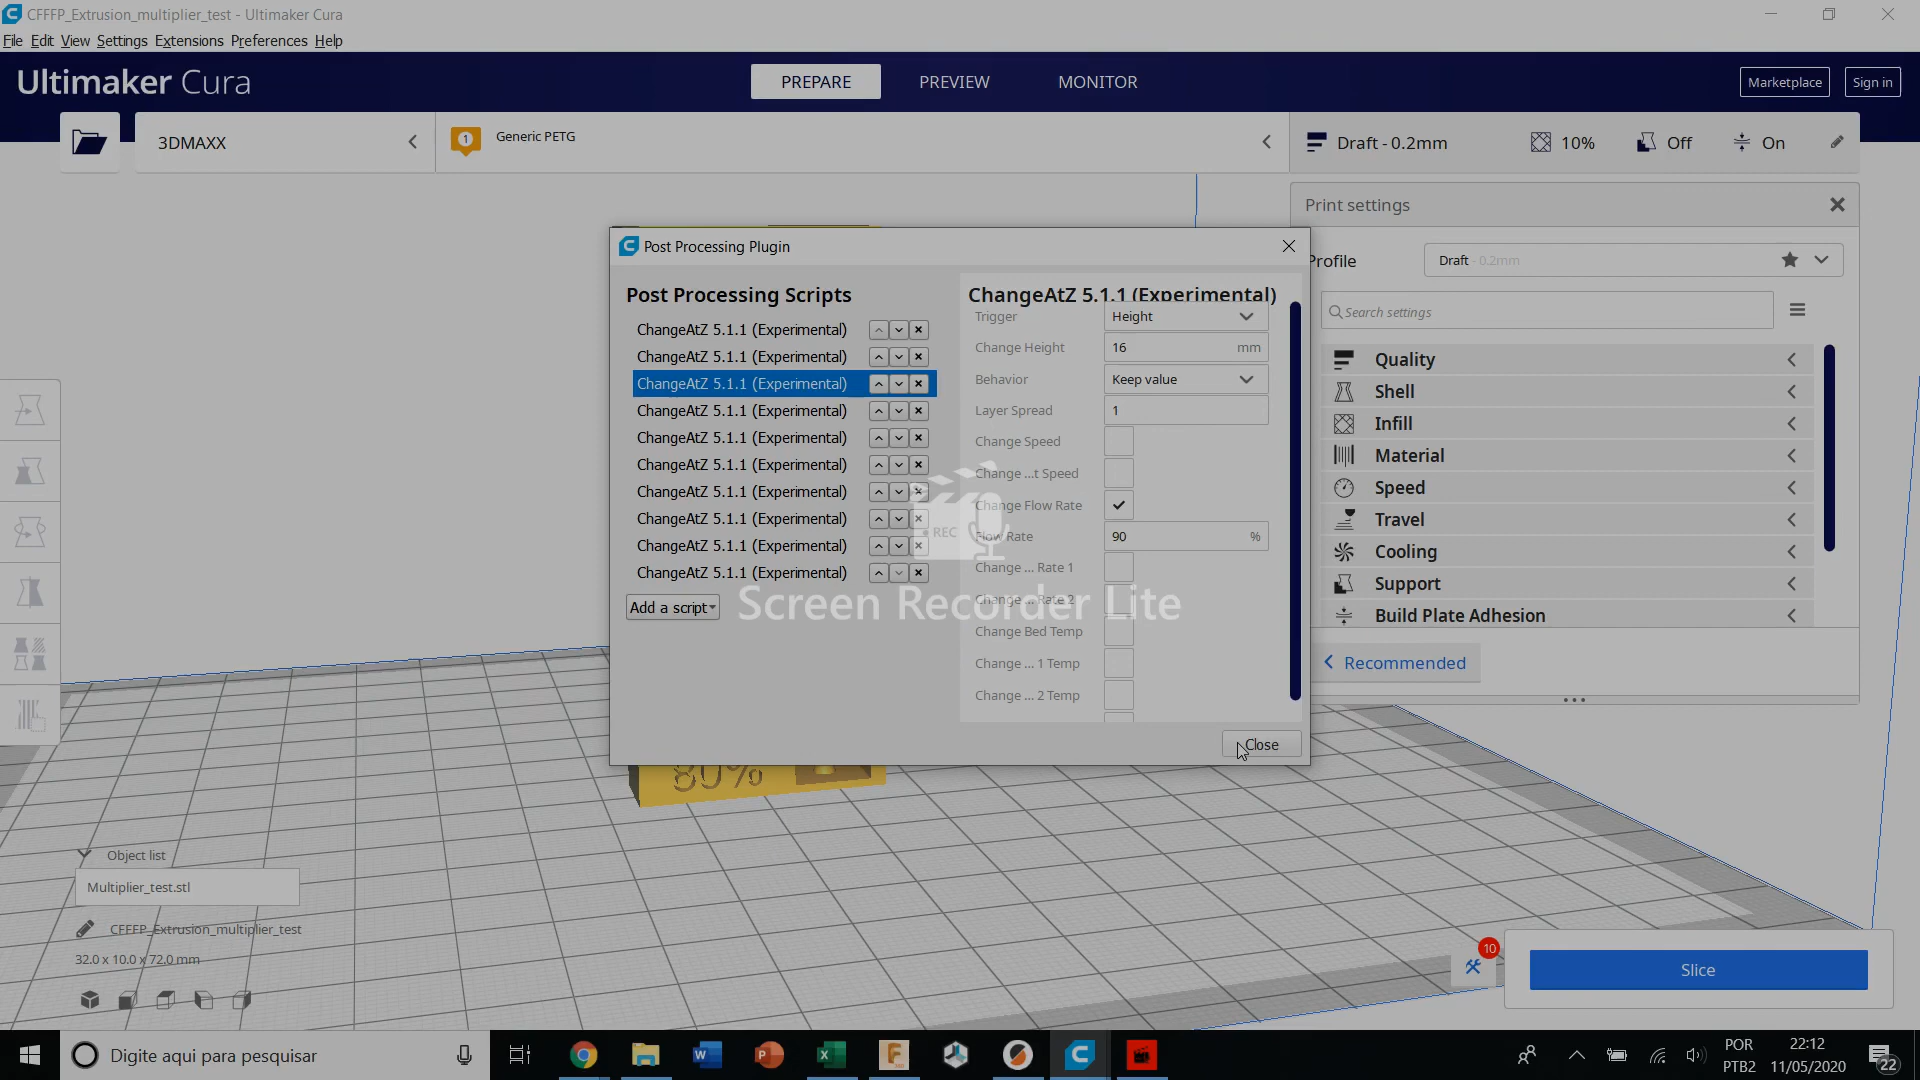 CFFFP_Extrusion_multiplier_test - Ultimaker Cura
File Edit View Settings Extensions Preferences Help
Ultimaker Cura
PREPARE
PREVIEW
MONITOR
Marketplace
Sign in
3DMAXX
1
Generic PETG
Draft - 0.2mm
10%
Off
On
Print settings
Profile
Draft - 0.2mm
Search settings
Quality
Shell
Infill
Material
Speed
Travel
Cooling
Support
Build Plate Adhesion
Recommended
Post Processing Plugin
Post Processing Scripts
ChangeAtZ 5.1.1 (Experimental)
ChangeAtZ 5.1.1 (Experimental)
ChangeAtZ 5.1.1 (Experimental)
ChangeAtZ 5.1.1 (Experimental)
ChangeAtZ 5.1.1 (Experimental)
ChangeAtZ 5.1.1 (Experimental)
ChangeAtZ 5.1.1 (Experimental)
ChangeAtZ 5.1.1 (Experimental)
ChangeAtZ 5.1.1 (Experimental)
ChangeAtZ 5.1.1 (Experimental)
Add a script
ChangeAtZ 5.1.1 (Experimental)
Trigger Height
Change Height 16 mm
Behavior Keep value
Layer Spread 1
Change Speed
Change ...t Speed
Change Flow Rate
Flow Rate 90 %
Change ... Rate 1
Change ... Rate 2
Change Bed Temp
Change ... 1 Temp
Change ... 2 Temp
Close
REC
Screen Recorder Lite
80%
Object list
Multiplier_test.stl
CFFFP_Extrusion_multiplier_test
32.0 x 10.0 x 72.0 mm
10
Slice
Digite aqui para pesquisar
POR
PTB2
22:12
11/05/2020
22